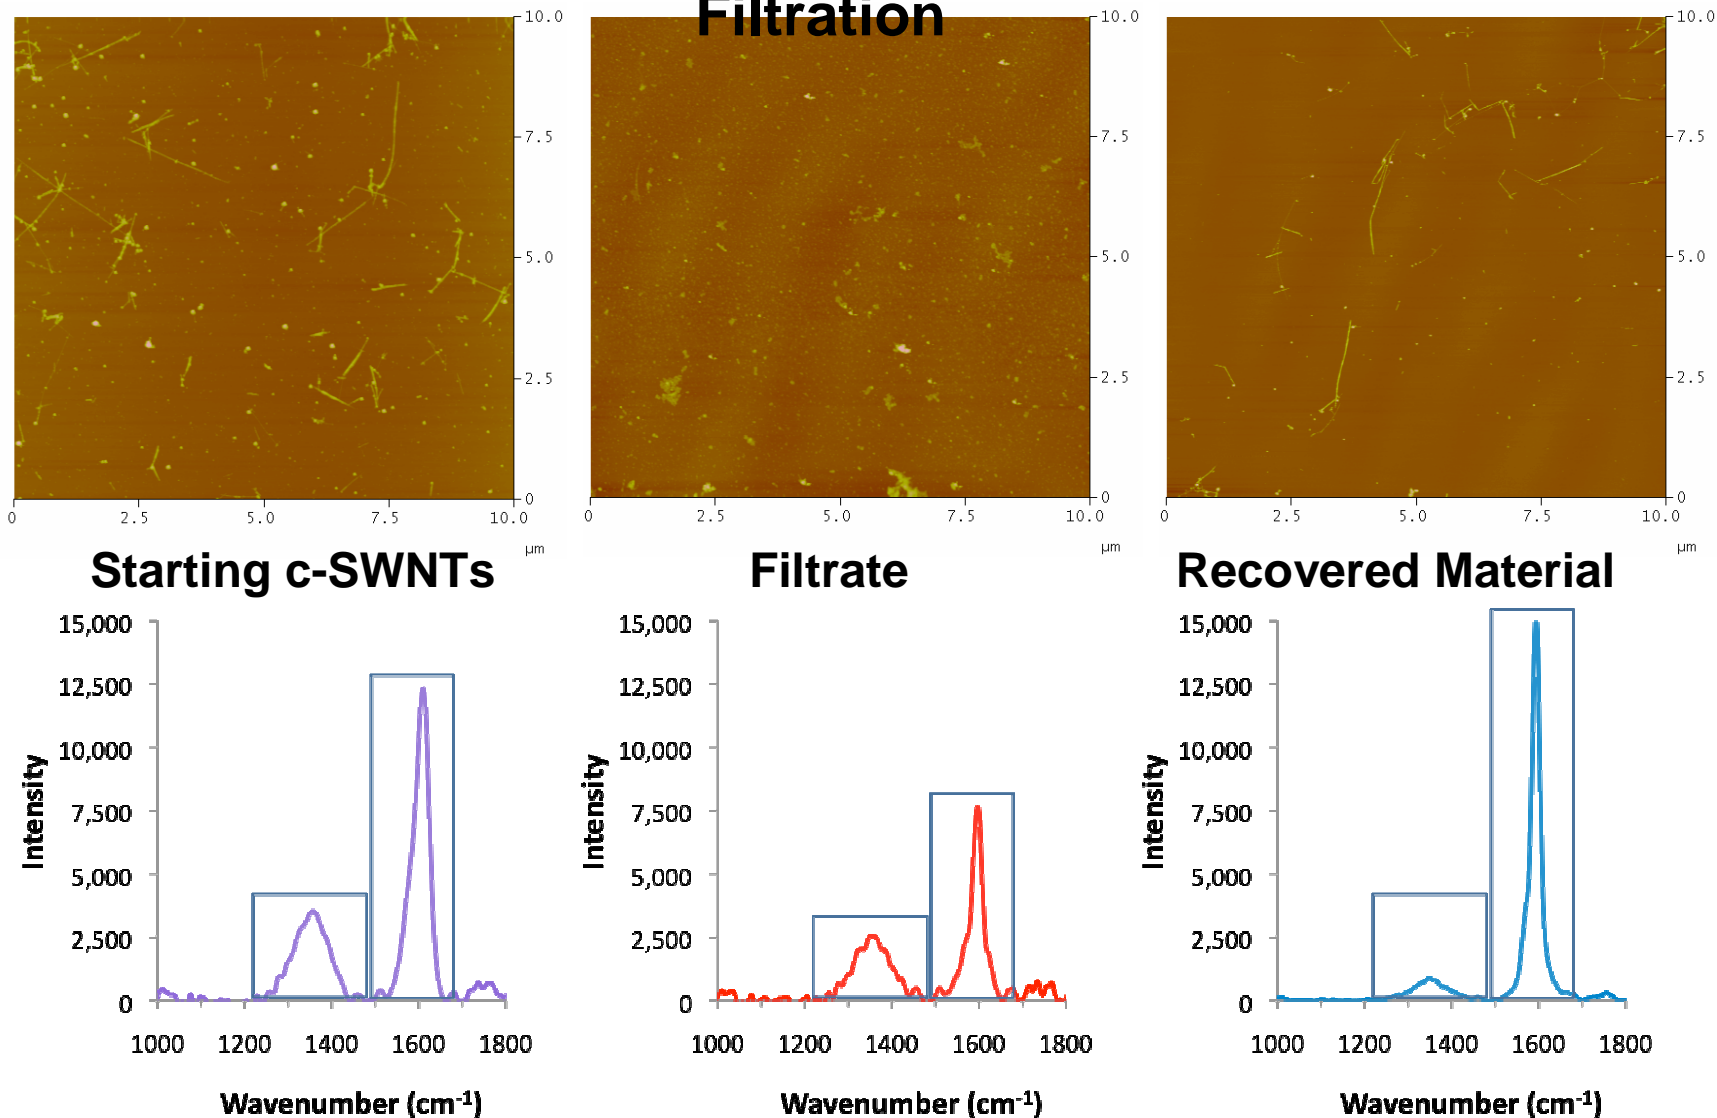 Filtration
10.0
7.5
5.0
2.5
0
0 2.5 5.0 7.5 10.0
µm
10.0
7.5
5.0
2.5
0
0 2.5 5.0 7.5 10.0
µm
10.0
7.5
5.0
2.5
0
0 2.5 5.0 7.5 10.0
µm
Starting c-SWNTs
Filtrate
Recovered Material
15,000
12,500
10,000
7,500
5,000
2,500
0
Intensity
1000 1200 1400 1600 1800
Wavenumber (cm-1)
15,000
12,500
10,000
7,500
5,000
2,500
0
Intensity
1000 1200 1400 1600 1800
Wavenumber (cm-1)
15,000
12,500
10,000
7,500
5,000
2,500
0
Intensity
1000 1200 1400 1600 1800
Wavenumber (cm-1)